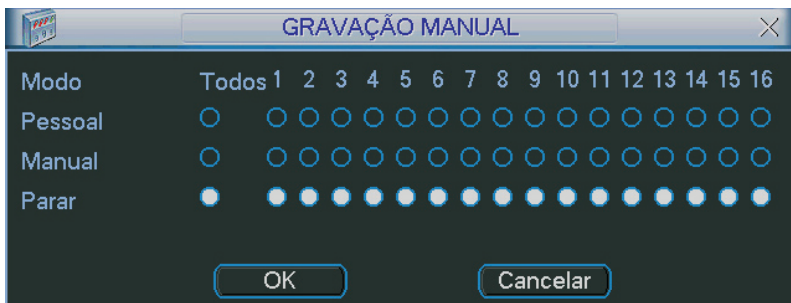 GRAVAÇÃO MANUAL
Modo Todos 1 2 3 4 5 6 7 8 9 10 11 12 13 14 15 16
Pessoal
Manual
Parar
OK Cancelar